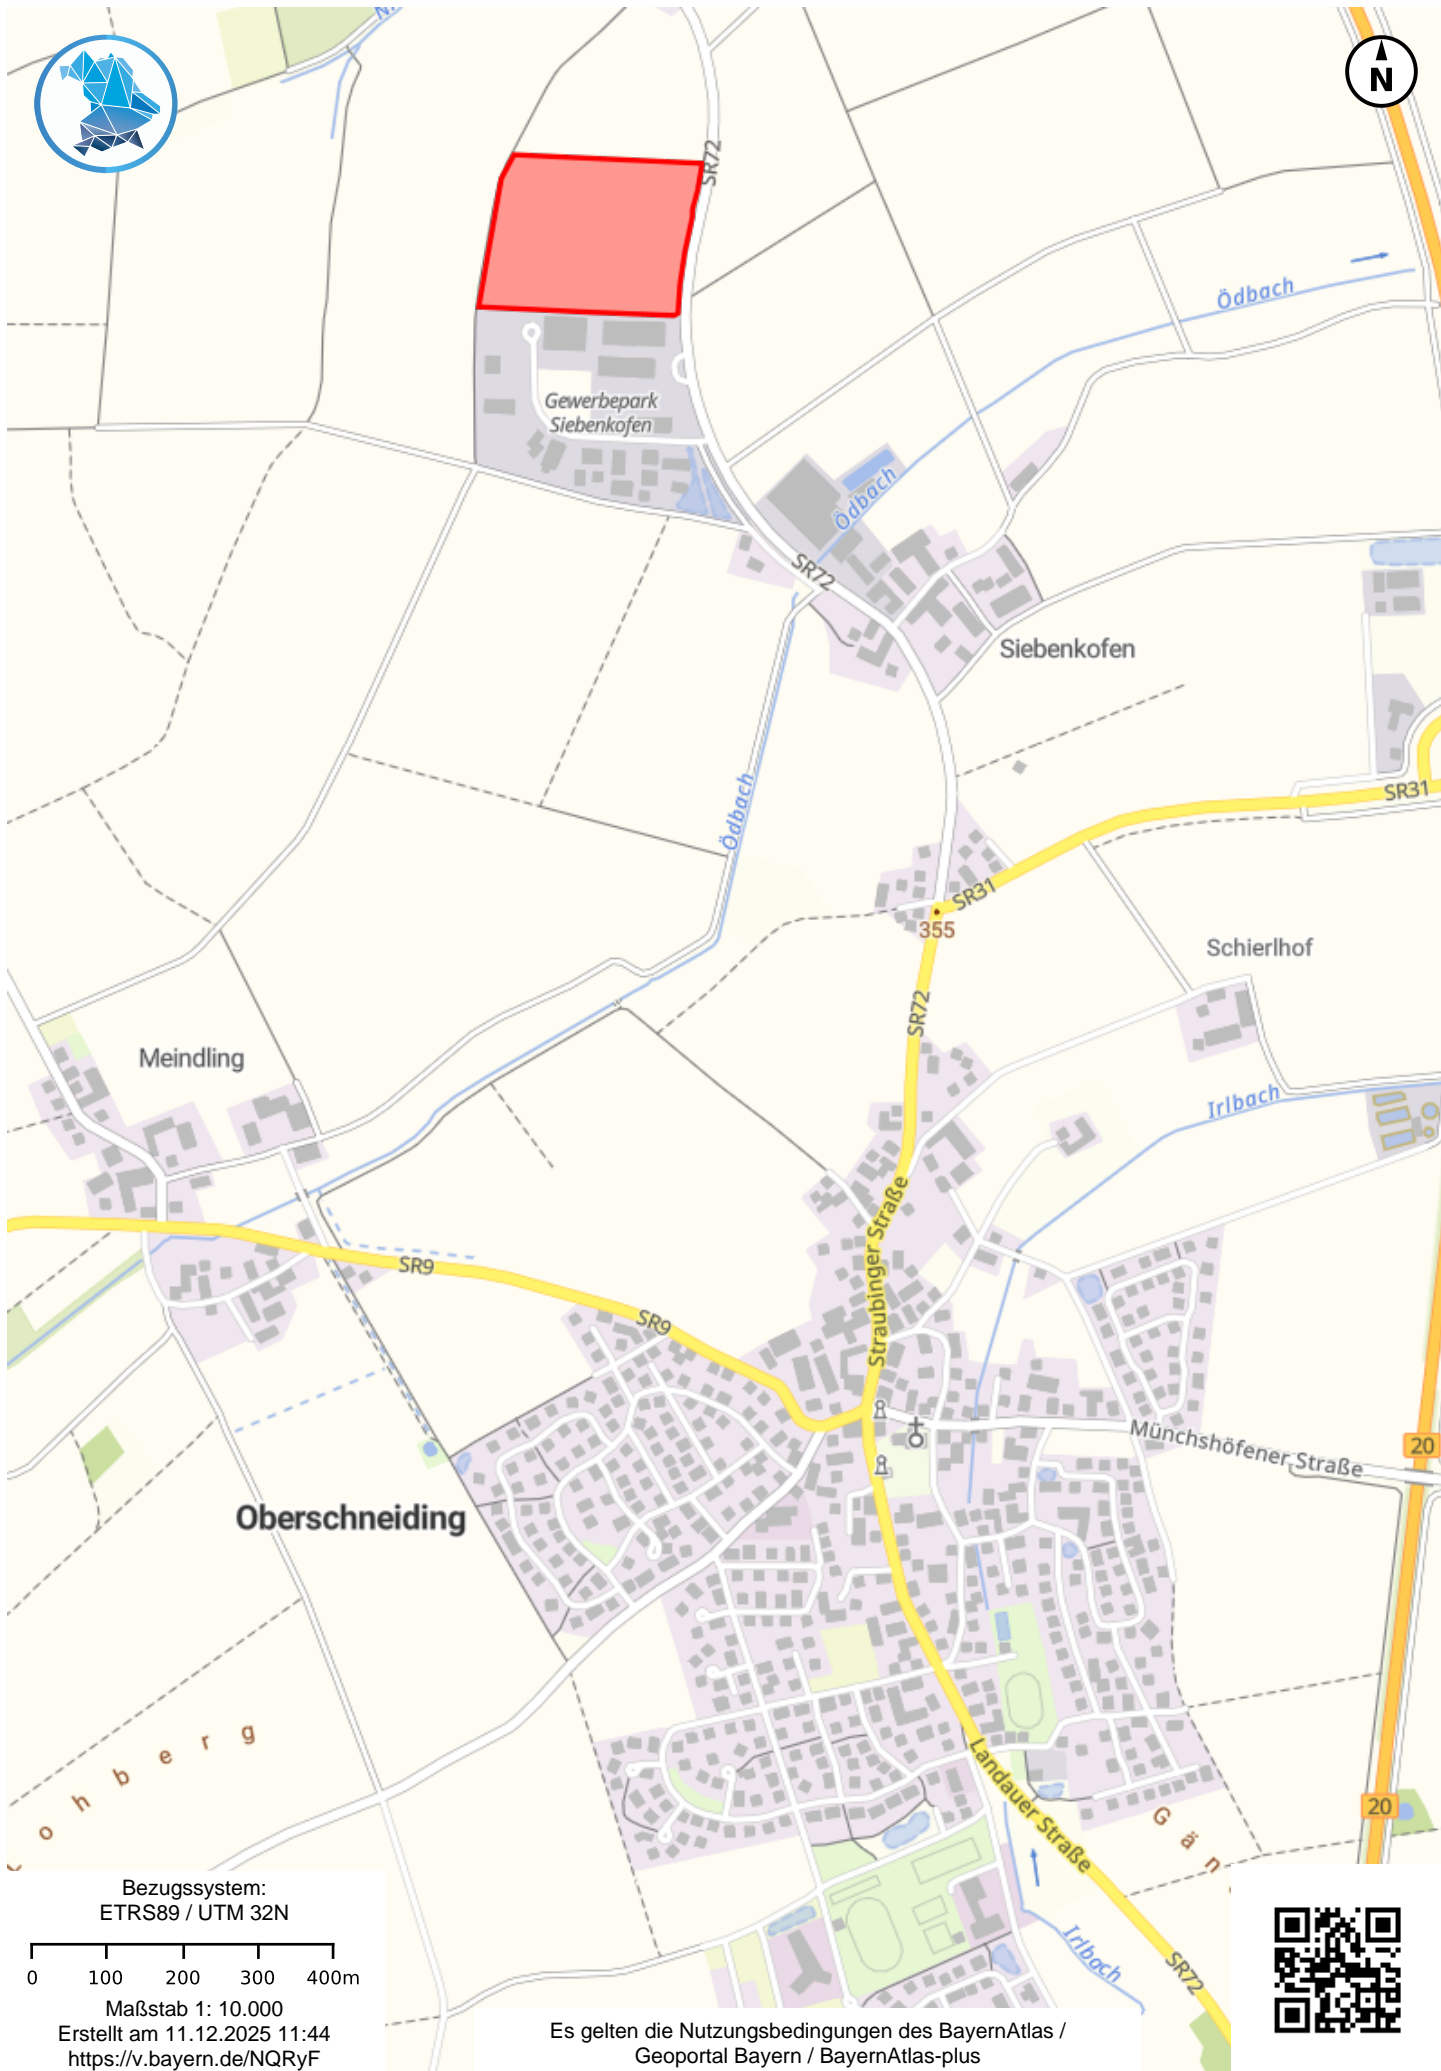 N
SR72
Ödbach
Gewerbepark
Siebenkofen
Ödbach
SR72
Siebenkofen
Ödbach
SR31
SR31
355
Schierlhof
SR72
Meindling
Irlbach
Straubinger Straße
SR9
SR9
Münchshöfener Straße
20
Oberschneiding
ohberg
Landauer Straße
20
Gän
Irlbach
SR72
Bezugssystem:
ETRS89 / UTM 32N
0 100 200 300 400m
Maßstab 1: 10.000
Erstellt am 11.12.2025 11:44
https://v.bayern.de/NQRyF
Es gelten die Nutzungsbedingungen des BayernAtlas /
Geoportal Bayern / BayernAtlas-plus